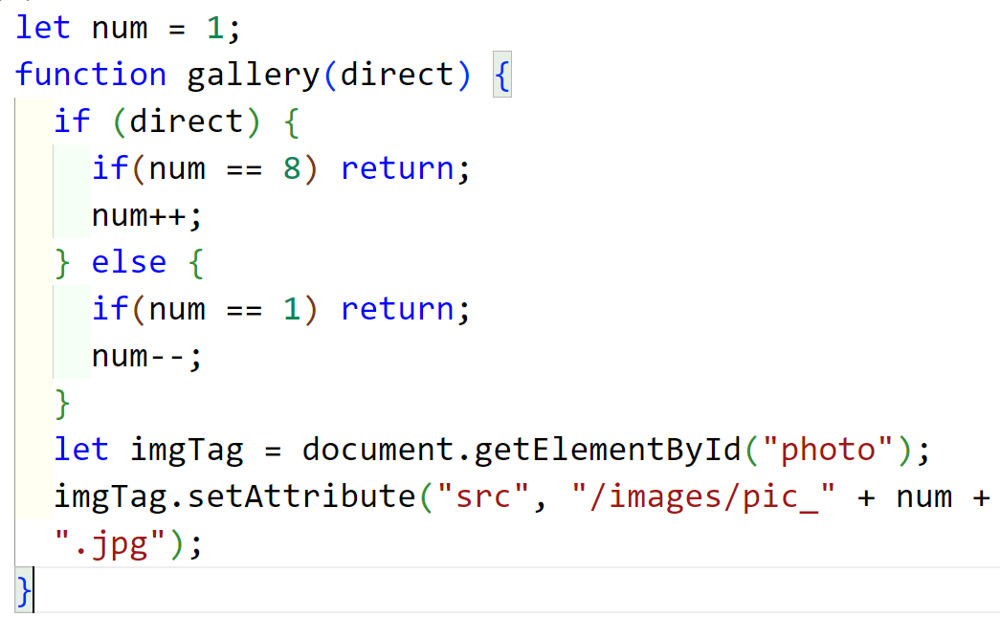 let num = 1;
function gallery(direct) {
  if (direct) {
    if(num == 8) return;
    num++;
  } else {
    if(num == 1) return;
    num--;
  }
  let imgTag = document.getElementById("photo");
  imgTag.setAttribute("src", "/images/pic_" + num +
  ".jpg");
}